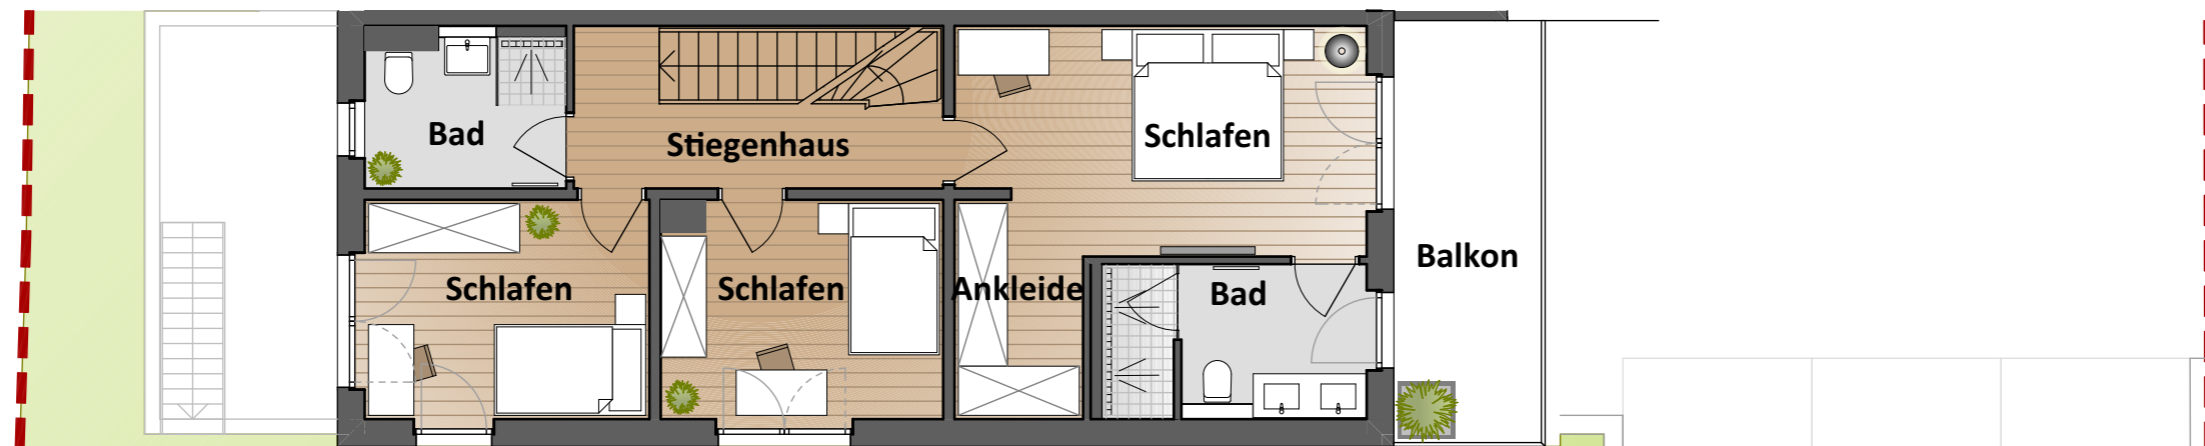 Bad
Stiegenhaus
Schlafen
Schlafen
Schlafen
Ankleide
Bad
Balkon